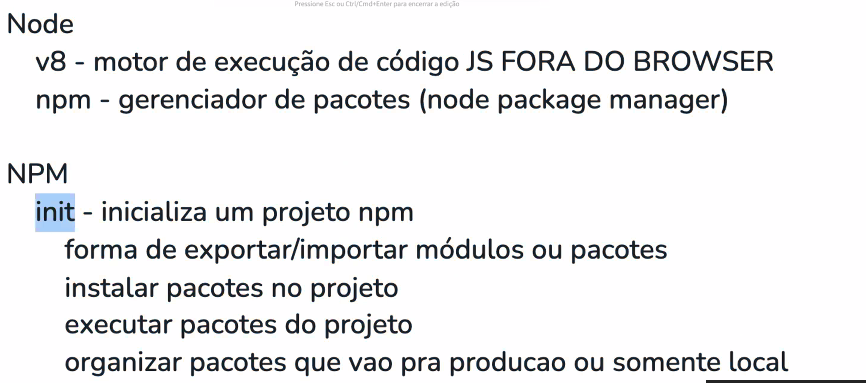 Pressione Esc ou Ctrl/Cmd+Enter para encerrar a edição
Node
v8 - motor de execução de código JS FORA DO BROWSER
npm - gerenciador de pacotes (node package manager)
NPM
init - inicializa um projeto npm
forma de exportar/importar módulos ou pacotes
instalar pacotes no projeto
executar pacotes do projeto
organizar pacotes que vao pra producao ou somente local